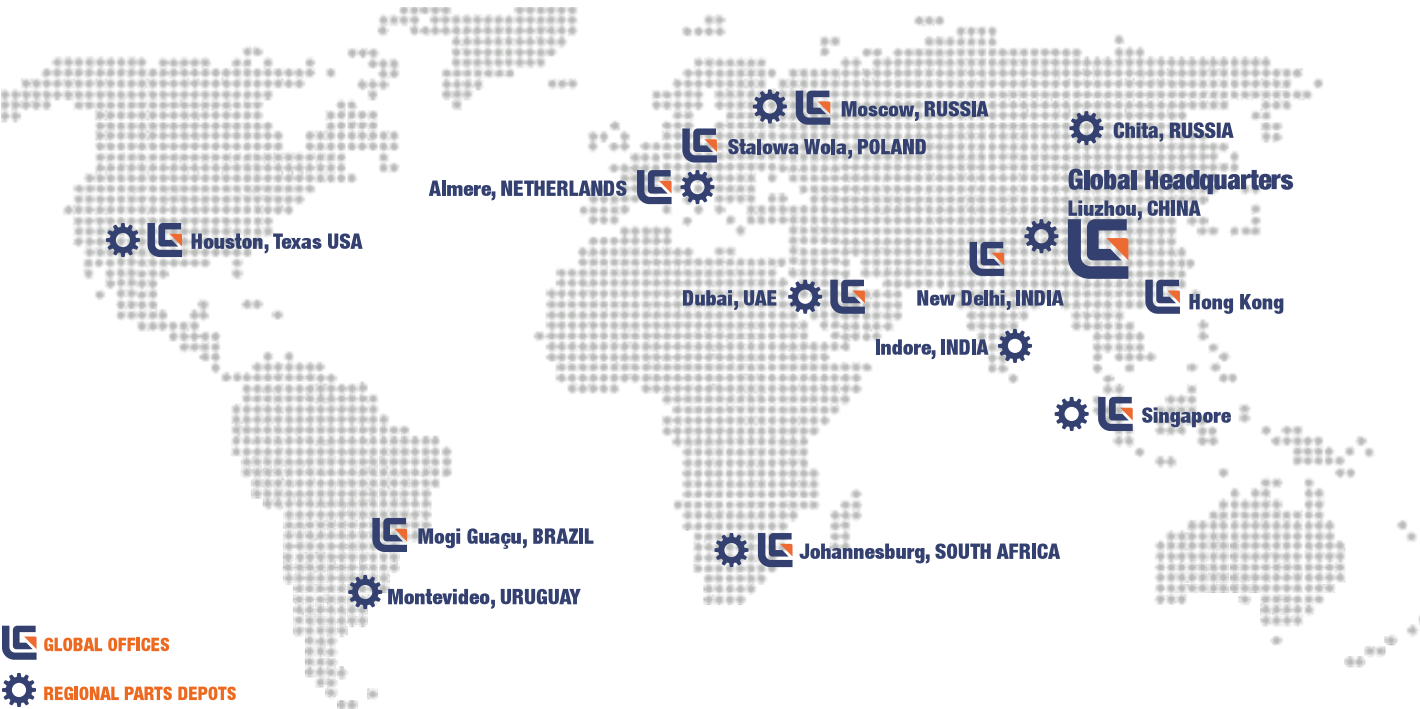 Moscow, RUSSIA
Chita, RUSSIA
Stalowa Wola, POLAND
Almere, NETHERLANDS
Global Headquarters
Liuzhou, CHINA
Houston, Texas USA
Dubai, UAE
New Delhi, INDIA
Hong Kong
Indore, INDIA
Singapore
Mogi Guaçu, BRAZIL
Johannesburg, SOUTH AFRICA
Montevideo, URUGUAY
GLOBAL OFFICES
REGIONAL PARTS DEPOTS